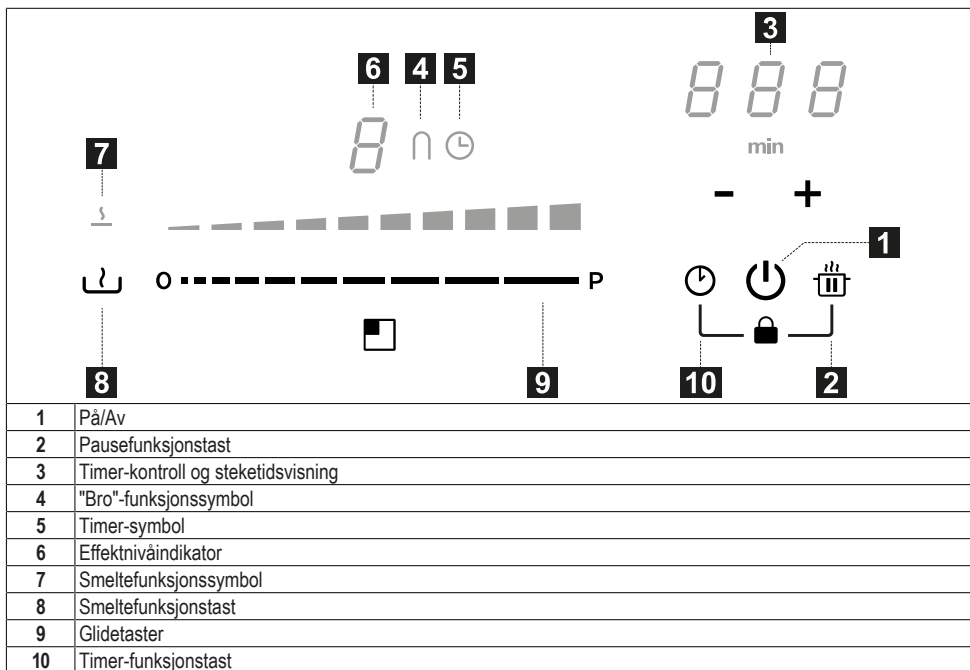 3
6 4 5
888
8
min
7
- +
1
O P
8 9 10 2
1 På/Av
2 Pausefunksjonstast
3 Timer-kontroll og steketidsvisning
4 "Bro"-funksjonssymbol
5 Timer-symbol
6 Effektnivåindikator
7 Smeltefunksjonssymbol
8 Smeltefunksjonstast
9 Glidetaster
10 Timer-funksjonstast